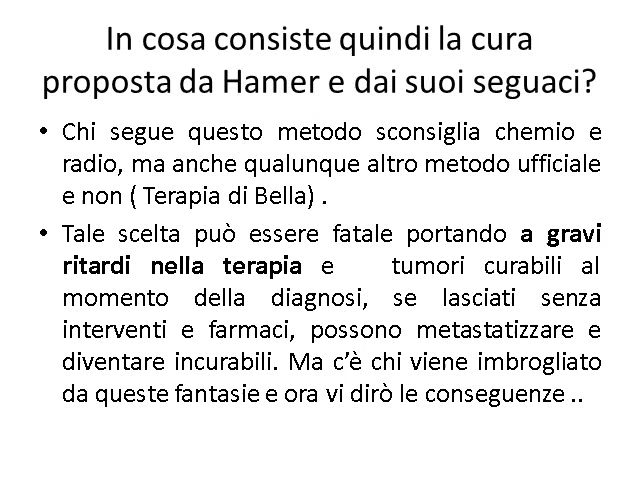 In cosa consiste quindi la cura
proposta da Hamer e dai suoi seguaci?
• Chi segue questo metodo sconsiglia chemio e
radio, ma anche qualunque altro metodo ufficiale
e non ( Terapia di Bella) .
• Tale scelta può essere fatale portando a gravi
ritardi nella terapia e tumori curabili al
momento della diagnosi, se lasciati senza
interventi e farmaci, possono metastatizzare e
diventare incurabili. Ma c’è chi viene imbrogliato
da queste fantasie e ora vi dirò le conseguenze ..